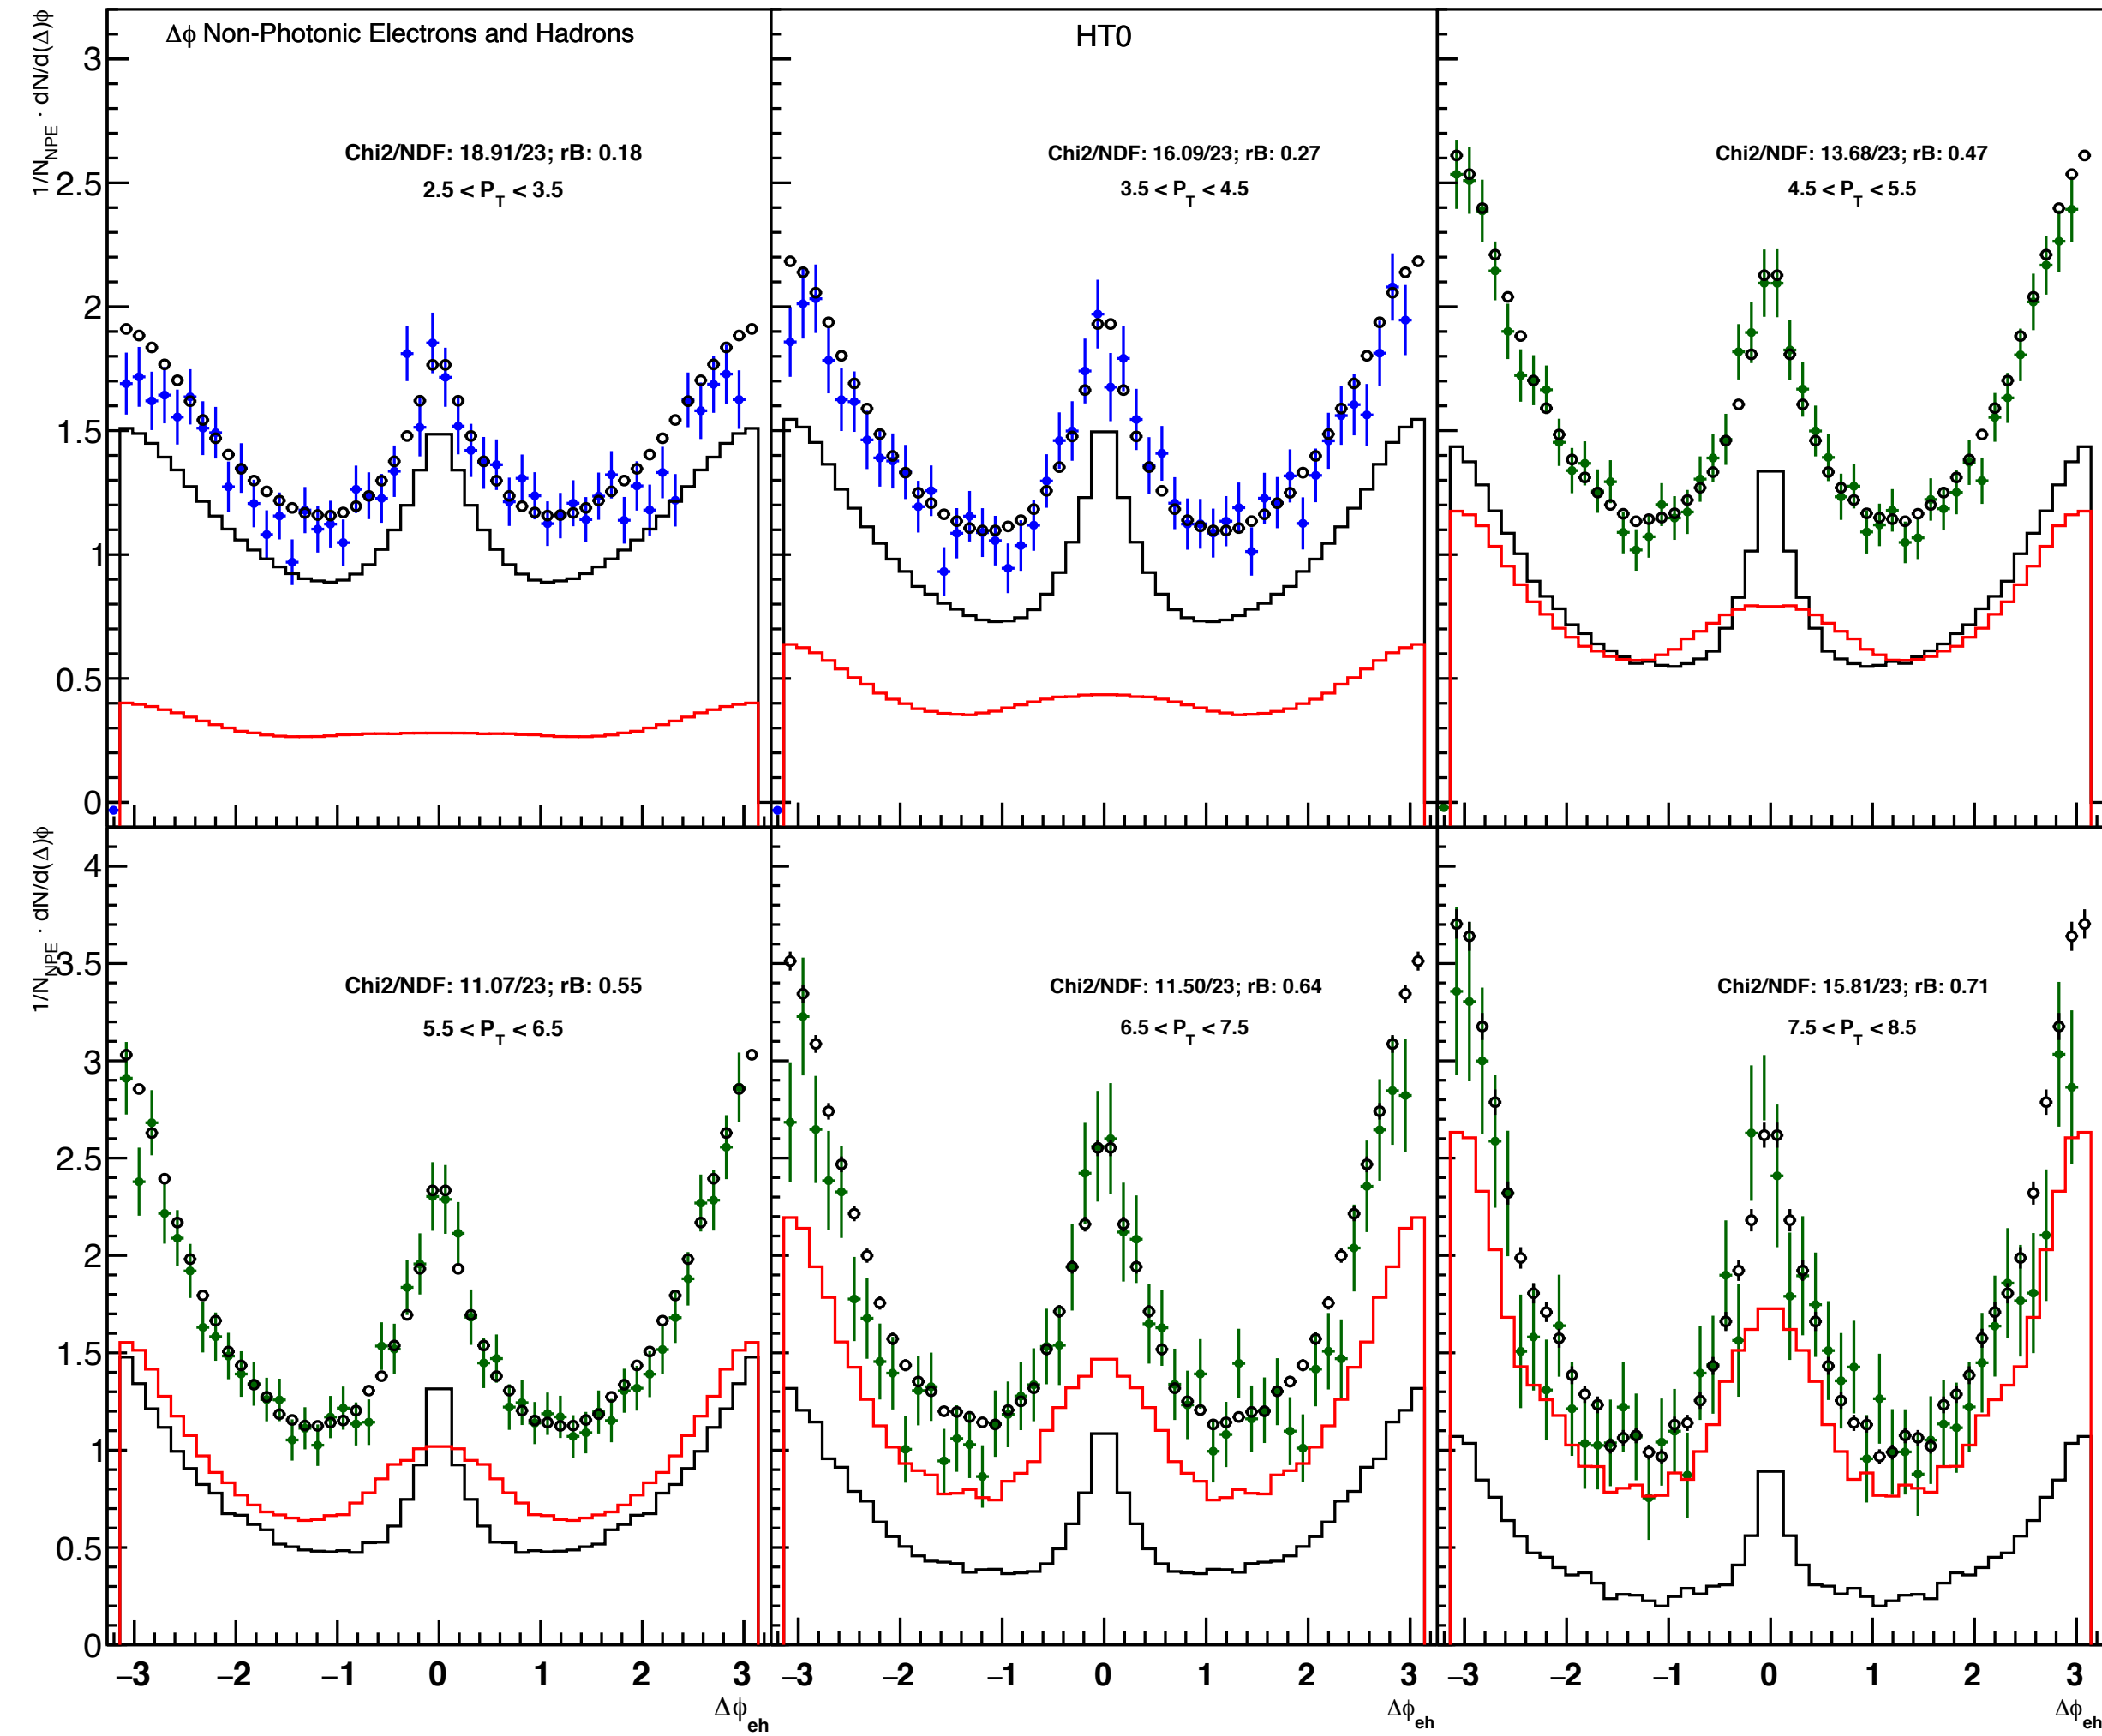 Δϕ Non-Photonic Electrons and Hadrons
HT0
1/N_NPE · dN/d(Δ)ϕ
3
2.5
2
1.5
1
0.5
0
Chi2/NDF: 18.91/23; rB: 0.18
2.5 < P_T < 3.5
Chi2/NDF: 16.09/23; rB: 0.27
3.5 < P_T < 4.5
Chi2/NDF: 13.68/23; rB: 0.47
4.5 < P_T < 5.5
1/N_NPE · dN/d(Δ)ϕ
4
3.5
3
2.5
2
1.5
1
0.5
0
Chi2/NDF: 11.07/23; rB: 0.55
5.5 < P_T < 6.5
Chi2/NDF: 11.50/23; rB: 0.64
6.5 < P_T < 7.5
Chi2/NDF: 15.81/23; rB: 0.71
7.5 < P_T < 8.5
−3 −2 −1 0 1 2 3
−3 −2 −1 0 1 2 3
−3 −2 −1 0 1 2 3
Δϕ_eh
Δϕ_eh
Δϕ_eh